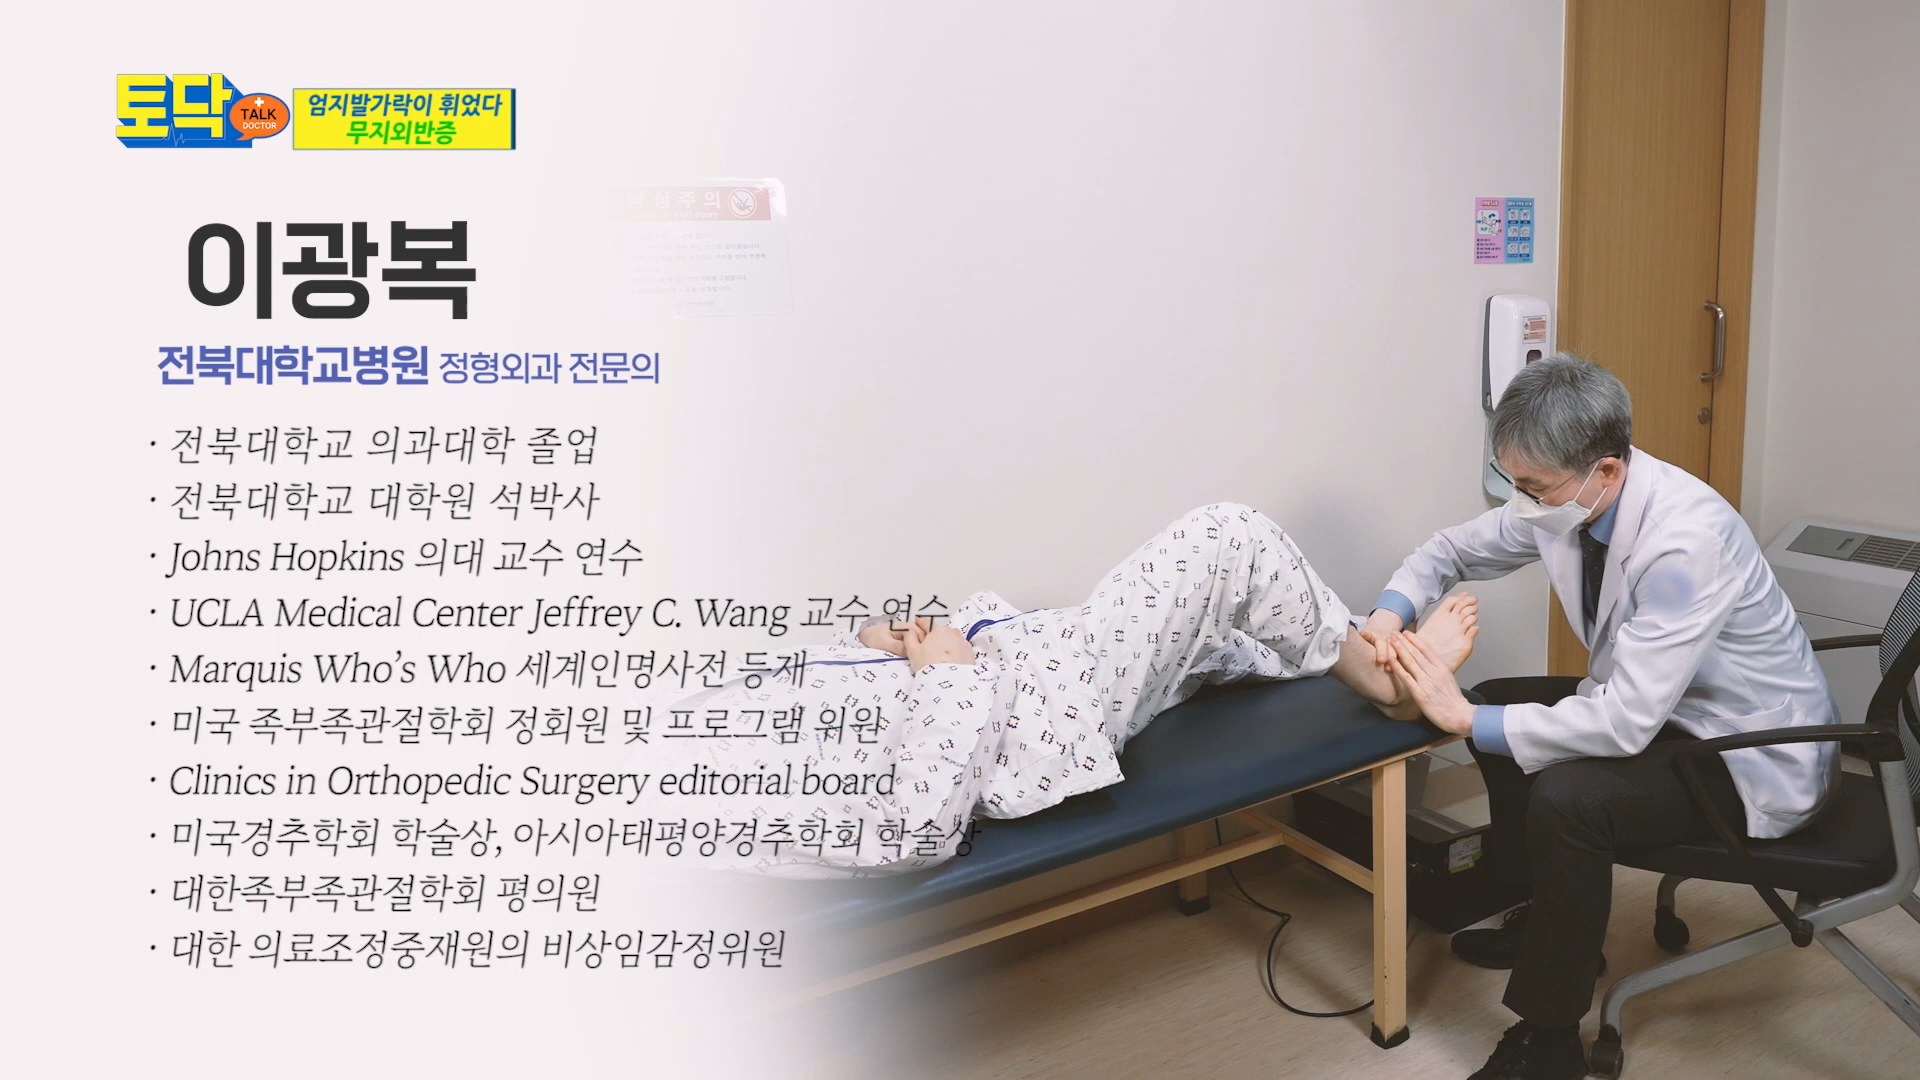 토닥
TALK
DOCTOR
엄지발가락이 휘었다
무지외반증
이광복
전북대학교병원 정형외과 전문의
· 전북대학교 의과대학 졸업
· 전북대학교 대학원 석박사
· Johns Hopkins 의대 교수 연수
· UCLA Medical Center Jeffrey C. Wang 교수 연수
· Marquis Who’s Who 세계인명사전 등재
· 미국 족부족관절학회 정회원 및 프로그램 위원
· Clinics in Orthopedic Surgery editorial board
· 미국경추학회 학술상, 아시아태평양경추학회 학술상
· 대한족부족관절학회 평의원
· 대한 의료조정중재원의 비상임감정위원